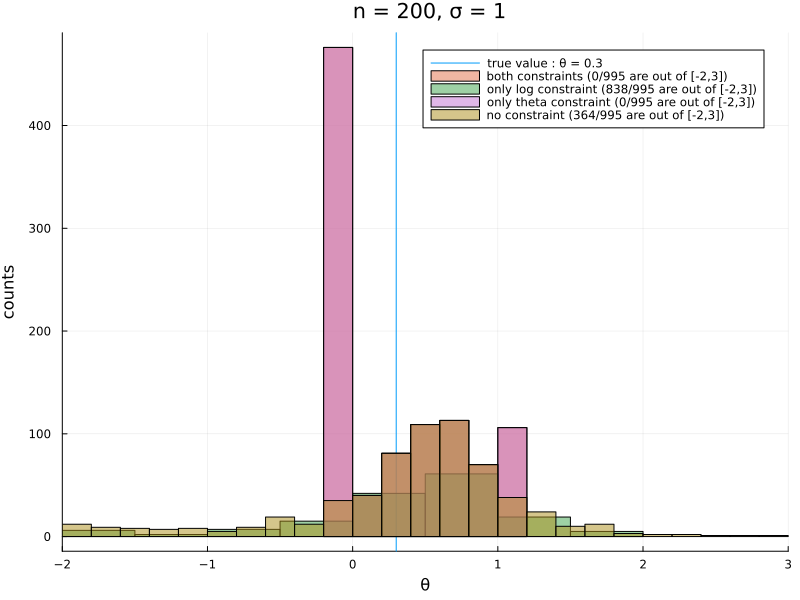 n = 200, σ = 1
true value : θ = 0.3
both constraints (0/995 are out of [-2,3])
only log constraint (838/995 are out of [-2,3])
only theta constraint (0/995 are out of [-2,3])
no constraint (364/995 are out of [-2,3])
counts
400
300
200
100
0
−2
−1
0
1
2
3
θ